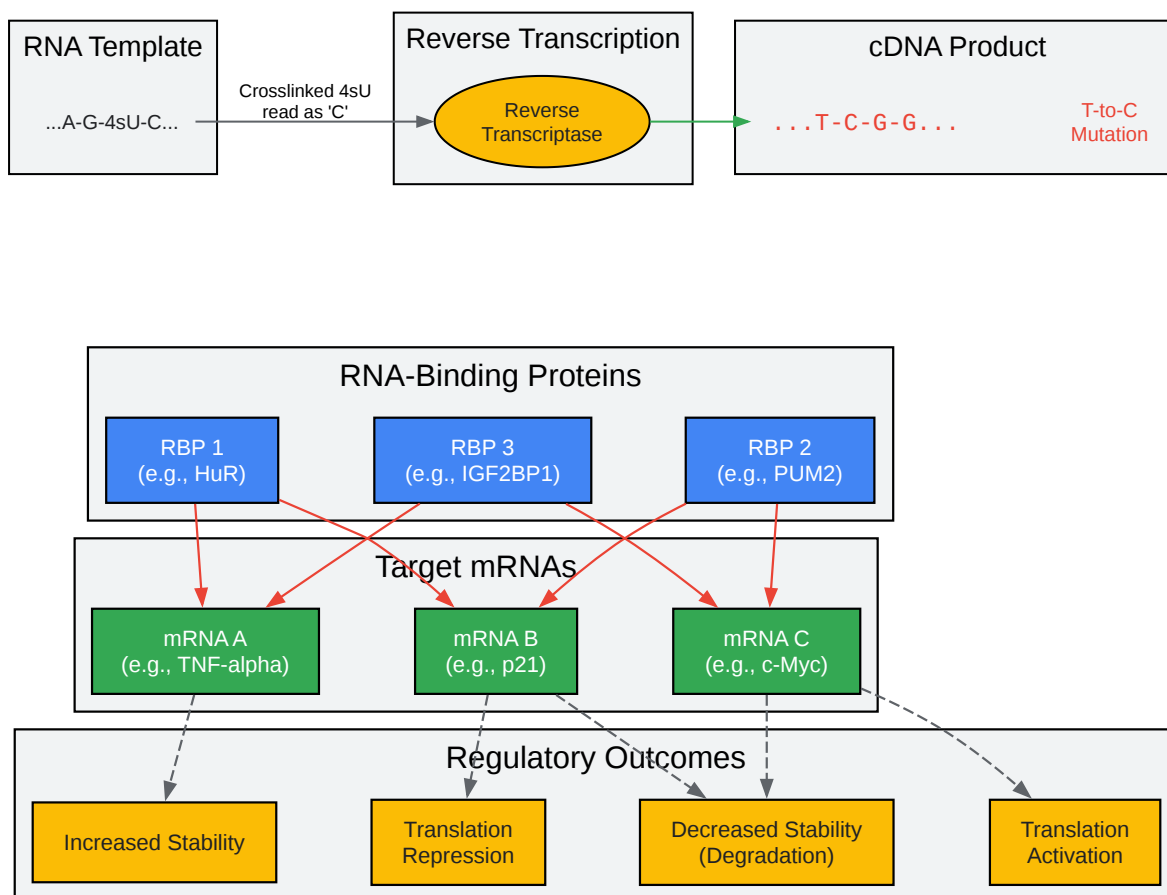 RNA Template
Reverse Transcription
cDNA Product
...A-G-4sU-C...
Crosslinked 4sU
read as 'C'
Reverse
Transcriptase
...T-C-G-G...
T-to-C
Mutation
RNA-Binding Proteins
RBP 1
(e.g., HuR)
RBP 3
(e.g., IGF2BP1)
RBP 2
(e.g., PUM2)
Target mRNAs
mRNA A
(e.g., TNF-alpha)
mRNA B
(e.g., p21)
mRNA C
(e.g., c-Myc)
Regulatory Outcomes
Increased Stability
Translation
Repression
Decreased Stability
(Degradation)
Translation
Activation